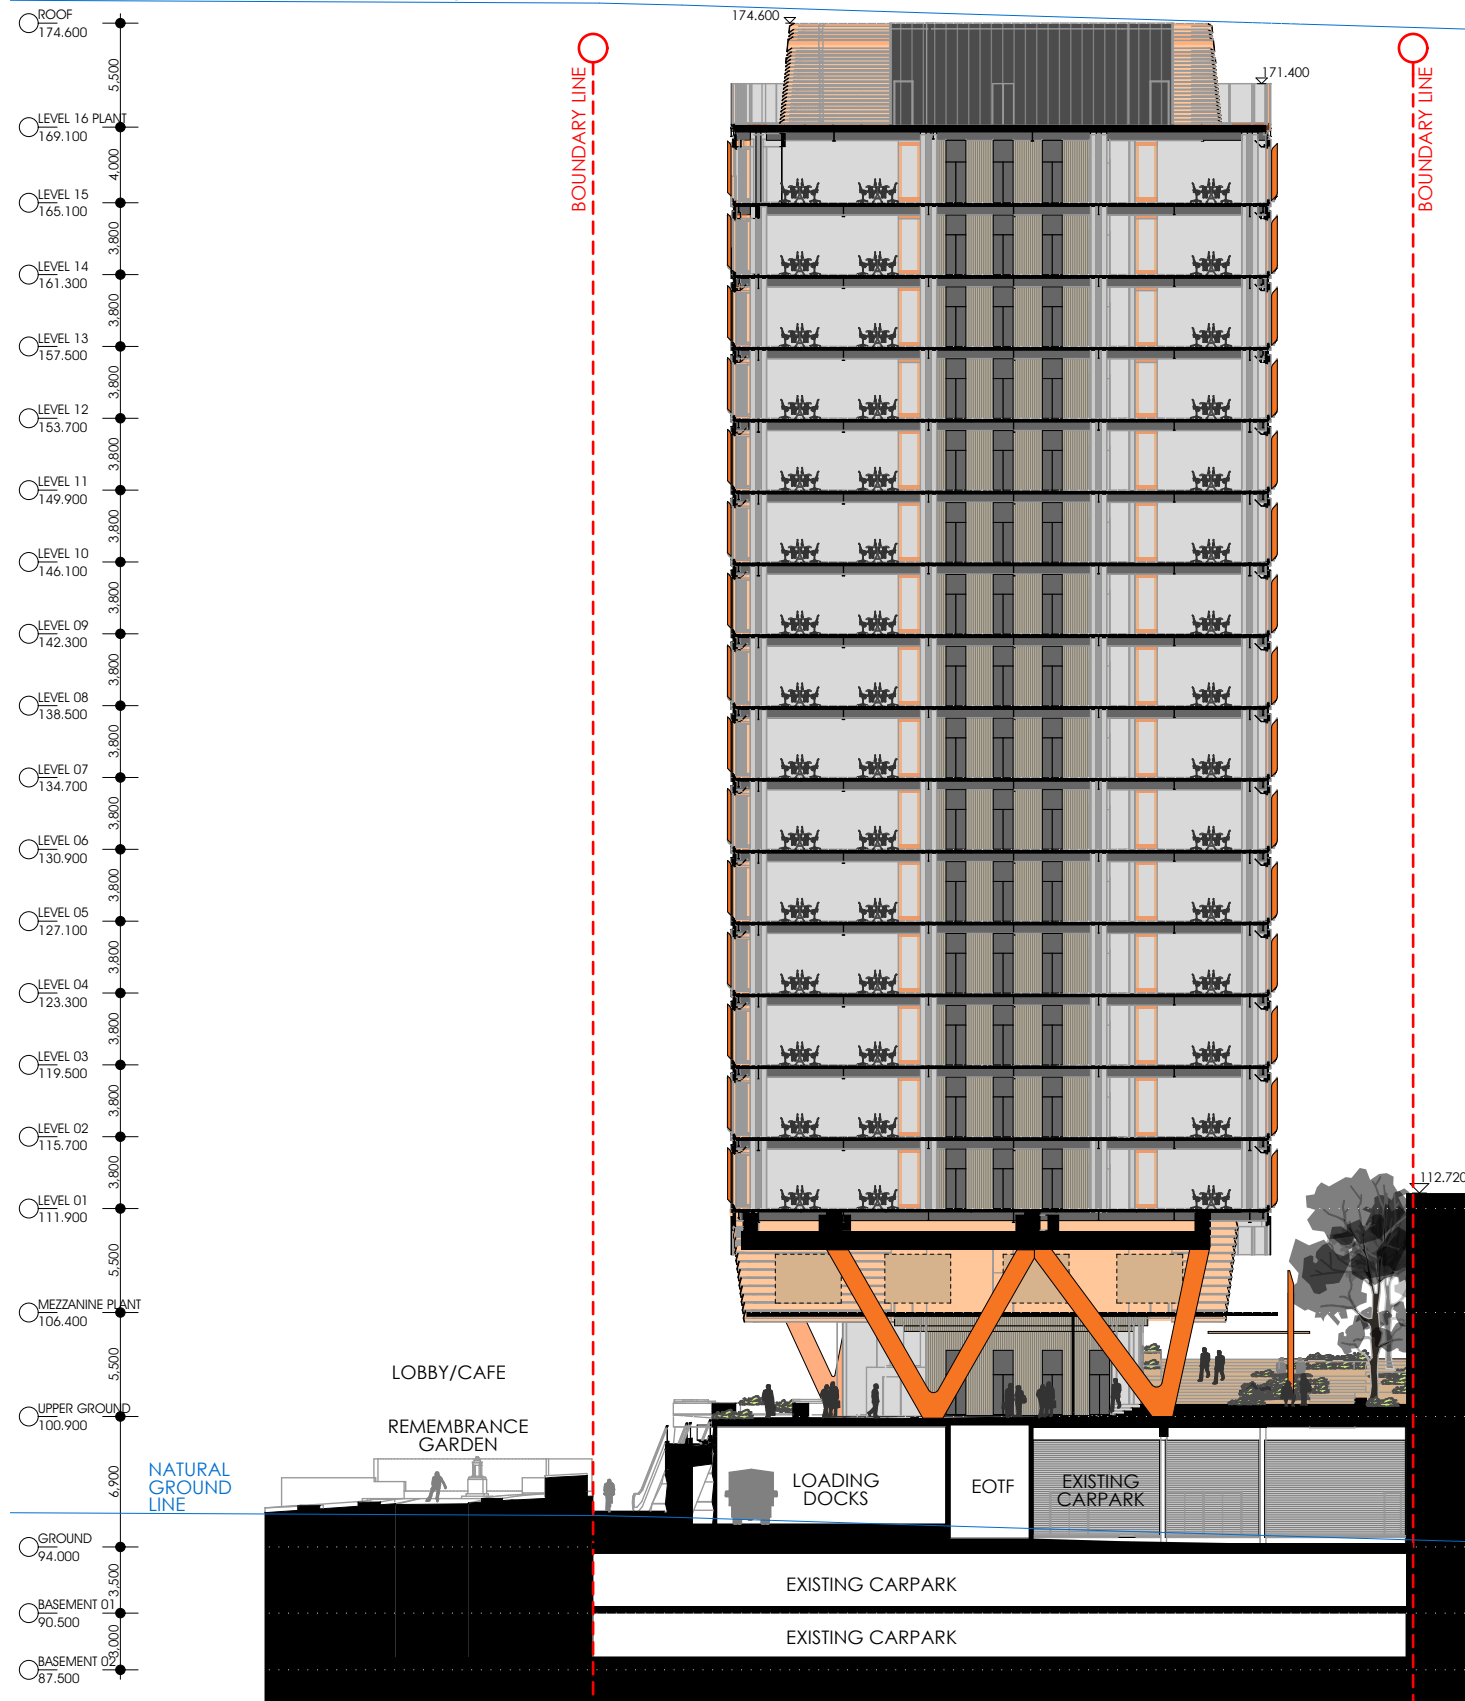 ROOF
174.600
5,500
LEVEL 16 PLANT
169.100
4,000
LEVEL 15
165.100
3,800
LEVEL 14
161.300
3,800
LEVEL 13
157.500
3,800
LEVEL 12
153.700
3,800
LEVEL 11
149.900
3,800
LEVEL 10
146.100
3,800
LEVEL 09
142.300
3,800
LEVEL 08
138.500
3,800
LEVEL 07
134.700
3,800
LEVEL 06
130.900
3,800
LEVEL 05
127.100
3,800
LEVEL 04
123.300
3,800
LEVEL 03
119.500
3,800
LEVEL 02
115.700
3,800
LEVEL 01
111.900
5,500
MEZZANINE PLANT
106.400
5,500
UPPER GROUND
100.900
6,900
GROUND
94.000
3,500
BASEMENT 01
90.500
3,000
BASEMENT 02
87.500
174.600
171.400
BOUNDARY LINE
BOUNDARY LINE
112.720
LOBBY/CAFE
REMEMBRANCE
GARDEN
NATURAL
GROUND
LINE
LOADING
DOCKS
EOTF
EXISTING
CARPARK
EXISTING CARPARK
EXISTING CARPARK